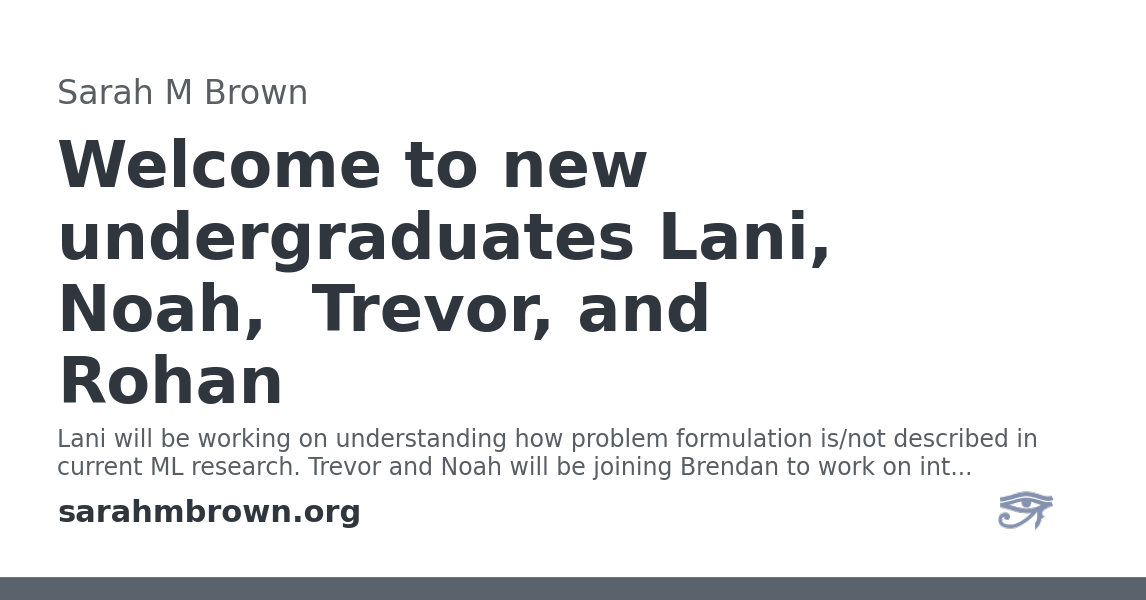 Sarah M Brown
Welcome to new
undergraduates Lani,
Noah,  Trevor, and
Rohan
Lani will be working on understanding how problem formulation is/not described in
current ML research. Trevor and Noah will be joining Brendan to work on int...
sarahmbrown.org